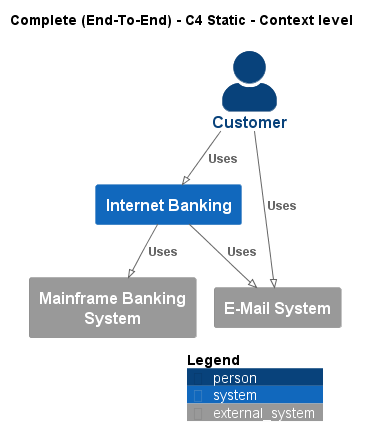 Complete (End-To-End) - C4 Static - Context level
Customer
Uses
Internet Banking
Uses
Uses
Uses
Mainframe Banking
System
E-Mail System
Legend
person
system
external_system